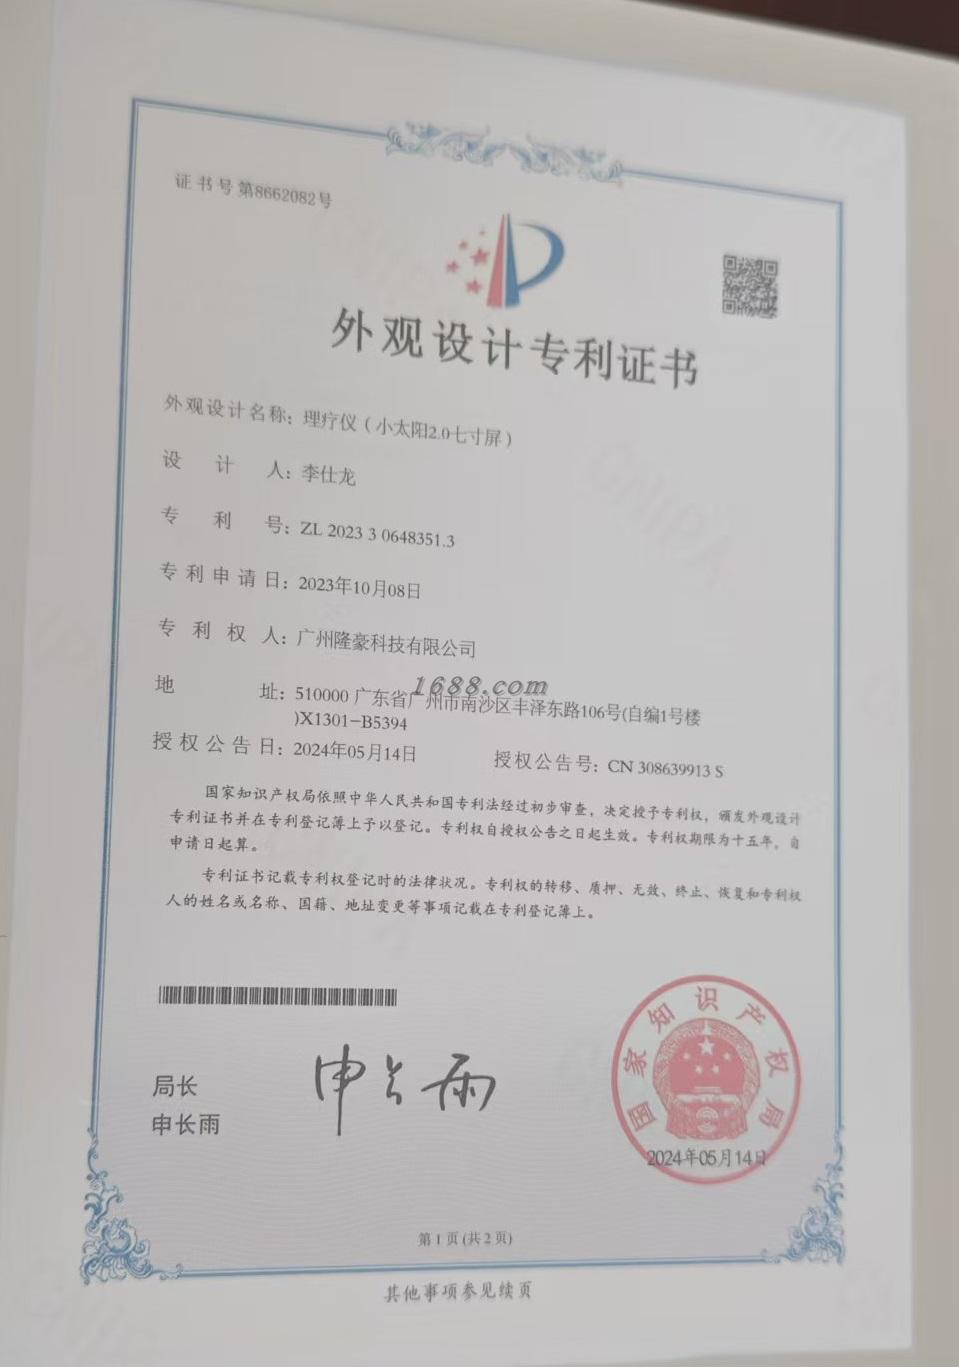 证书号第8662082号
外观设计专利证书
外观设计名称：理疗仪（小太阳2.0七寸屏）
设计人：李仕龙
专利号：ZL 2023 3 0648351.3
专利申请日：2023年10月08日
专利权人：广州隆豪科技有限公司
1688.com
地址：510000 广东省广州市南沙区丰泽东路106号(自编1号楼
)X1301-B5394
授权公告日：2024年05月14日 授权公告号：CN 308639913 S
国家知识产权局依照中华人民共和国专利法经过初步审查，决定授予专利权，颁发外观设计
专利证书并在专利登记簿上予以登记。专利权自授权公告之日起生效。专利权期限为十五年，自
申请日起算。
专利证书记载专利权登记时的法律状况。专利权的转移、质押、无效、终止、恢复和专利权
人的姓名或名称、国籍、地址变更等事项记载在专利登记簿上。
局长
申长雨
申长雨
国家知识产权局
2024年05月14日
第1页(共2页)
其他事项参见续页